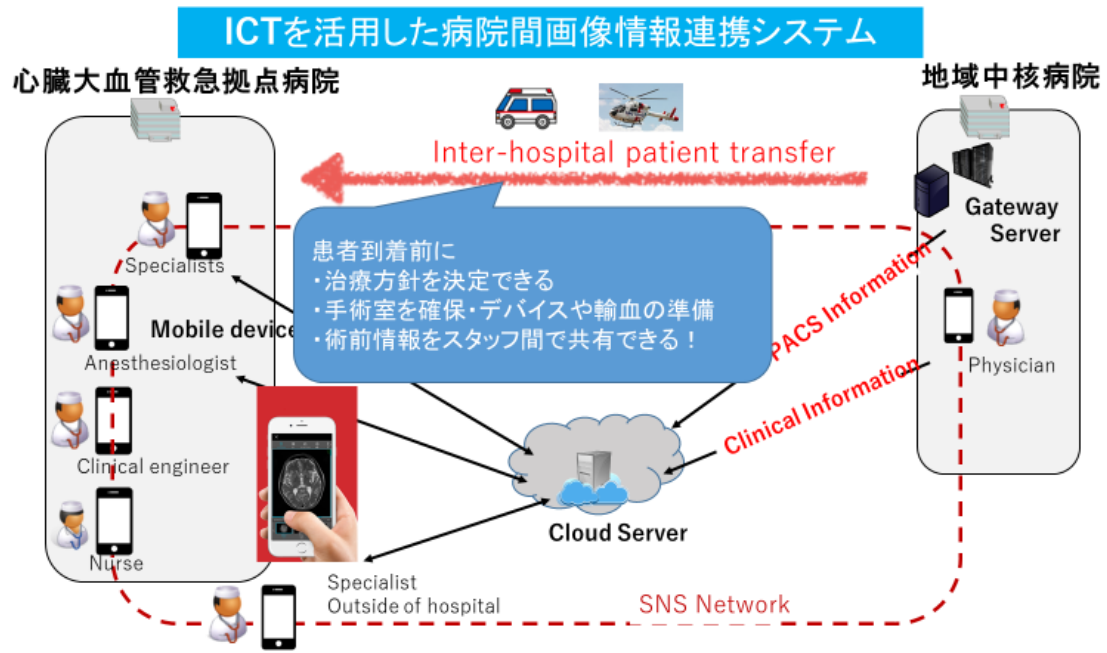 ICTを活用した病院間画像情報連携システム
心臓大血管救急拠点病院
地域中核病院
Inter-hospital patient transfer
Gateway
Server
Specialists
患者到着前に
・治療方針を決定できる
・手術室を確保・デバイスや輸血の準備
・術前情報をスタッフ間で共有できる！
Mobile device
Anesthesiologist
PACS Information
Physician
Clinical Information
Clinical engineer
Cloud Server
Nurse
Specialist
Outside of hospital
SNS Network